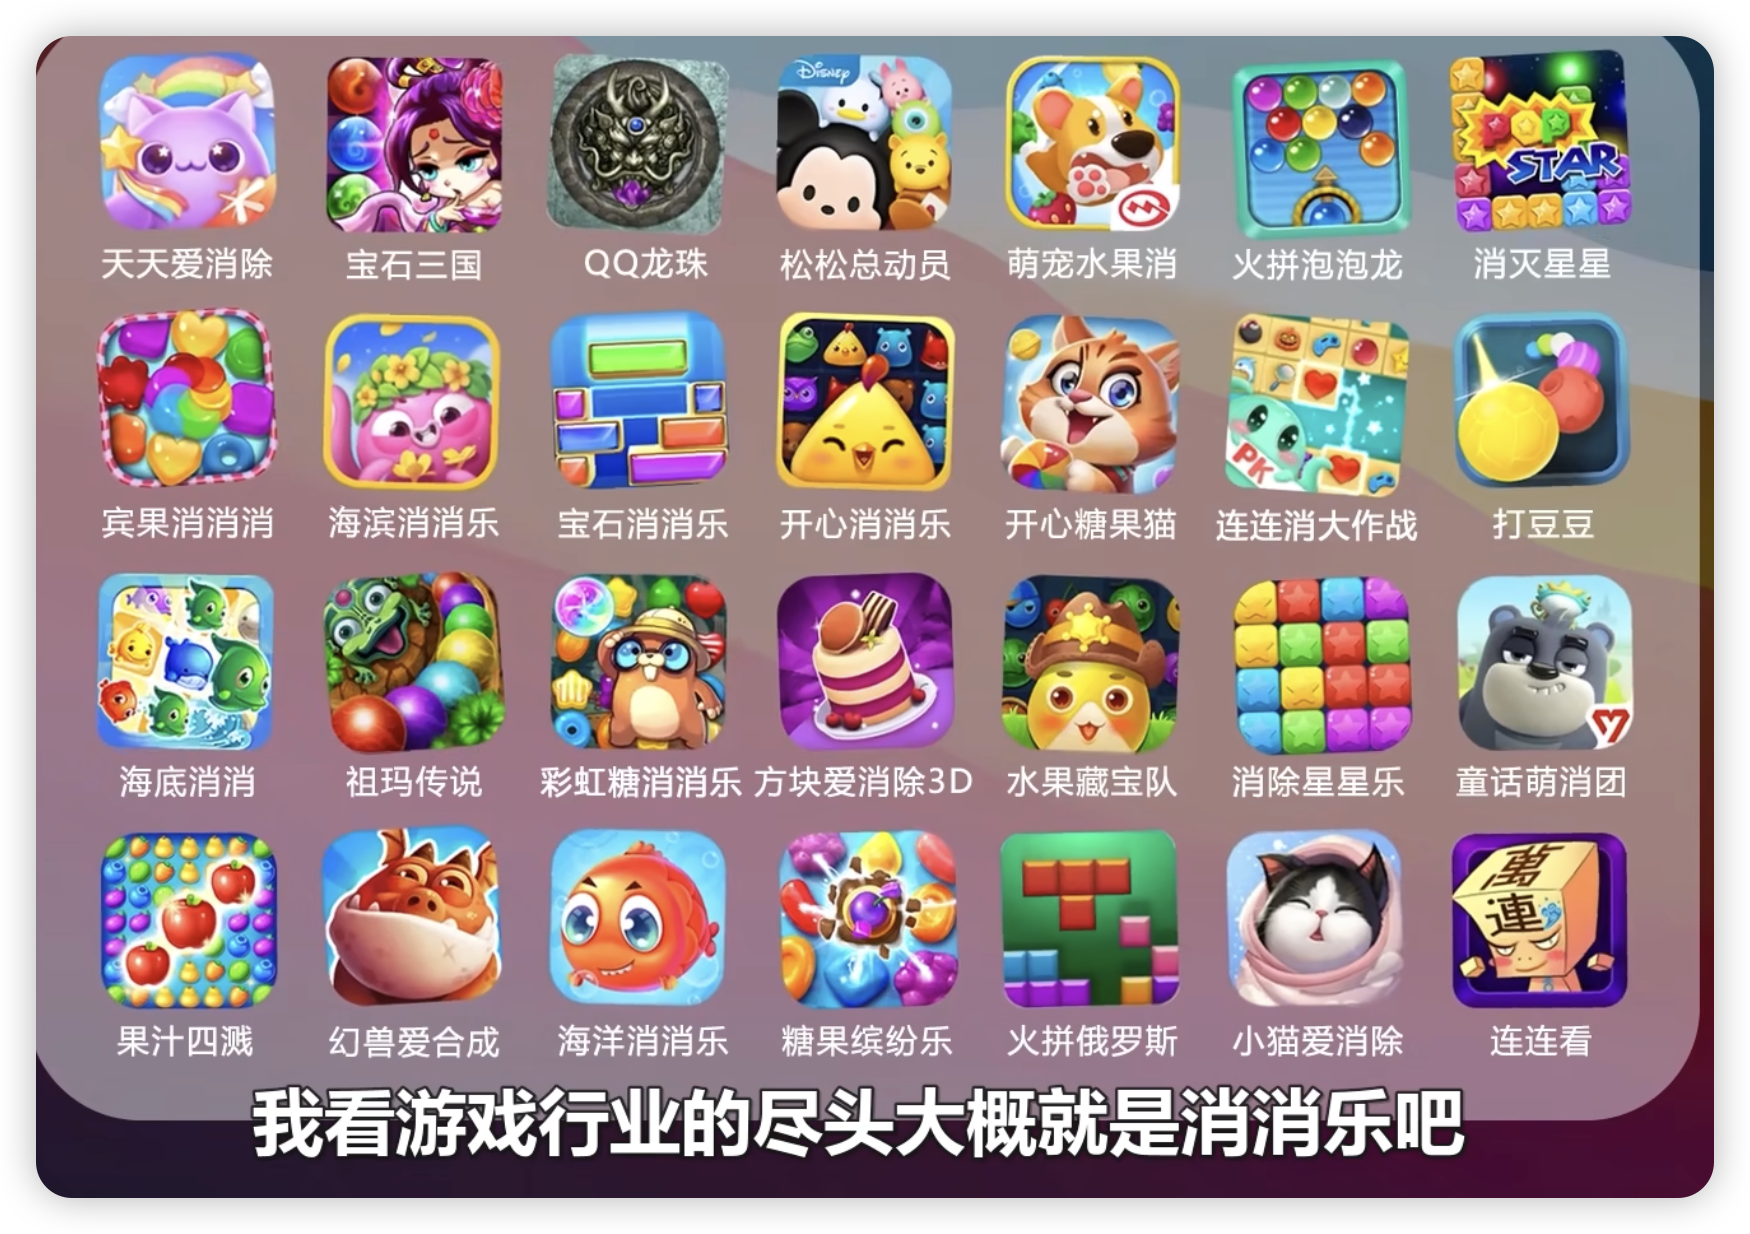 Disney
POP
STAR
天天爱消除
宝石三国
QQ龙珠
松松总动员
萌宠水果消
火拼泡泡龙
消灭星星
PK
宾果消消消
海滨消消乐
宝石消消乐
开心消消乐
开心糖果猫
连连消大作战
打豆豆
海底消消
祖玛传说
彩虹糖消消乐
方块爱消除3D
水果藏宝队
消除星星乐
童话萌消团
萬
連
果汁四溅
幻兽爱合成
海洋消消乐
糖果缤纷乐
火拼俄罗斯
小猫爱消除
连连看
我看游戏行业的尽头大概就是消消乐吧